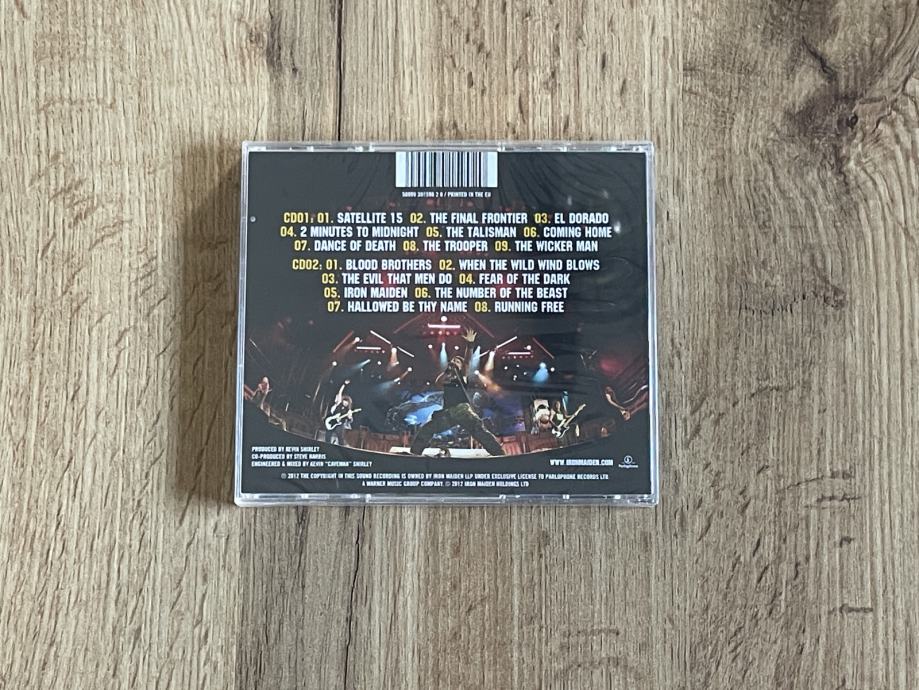 50999 301598 2 0 / PRINTED IN THE EU
CD01: 01. SATELLITE 15 02. THE FINAL FRONTIER 03. EL DORADO
04. 2 MINUTES TO MIDNIGHT 05. THE TALISMAN 06. COMING HOME
07. DANCE OF DEATH 08. THE TROOPER 09. THE WICKER MAN
CD02: 01. BLOOD BROTHERS 02. WHEN THE WILD WIND BLOWS
03. THE EVIL THAT MEN DO 04. FEAR OF THE DARK
05. IRON MAIDEN 06. THE NUMBER OF THE BEAST
07. HALLOWED BE THY NAME 08. RUNNING FREE
PRODUCED BY KEVIN SHIRLEY
CO-PRODUCED BY STEVE HARRIS
ENGINEERED & MIXED BY KEVIN "CAVEMAN" SHIRLEY
WWW.IRONMAIDEN.COM
Parlophone
℗ 2012 THE COPYRIGHT IN THIS SOUND RECORDING IS OWNED BY IRON MAIDEN LLP UNDER EXCLUSIVE LICENSE TO PARLOPHONE RECORDS LTD.
A WARNER MUSIC GROUP COMPANY. © 2012 IRON MAIDEN HOLDINGS LTD